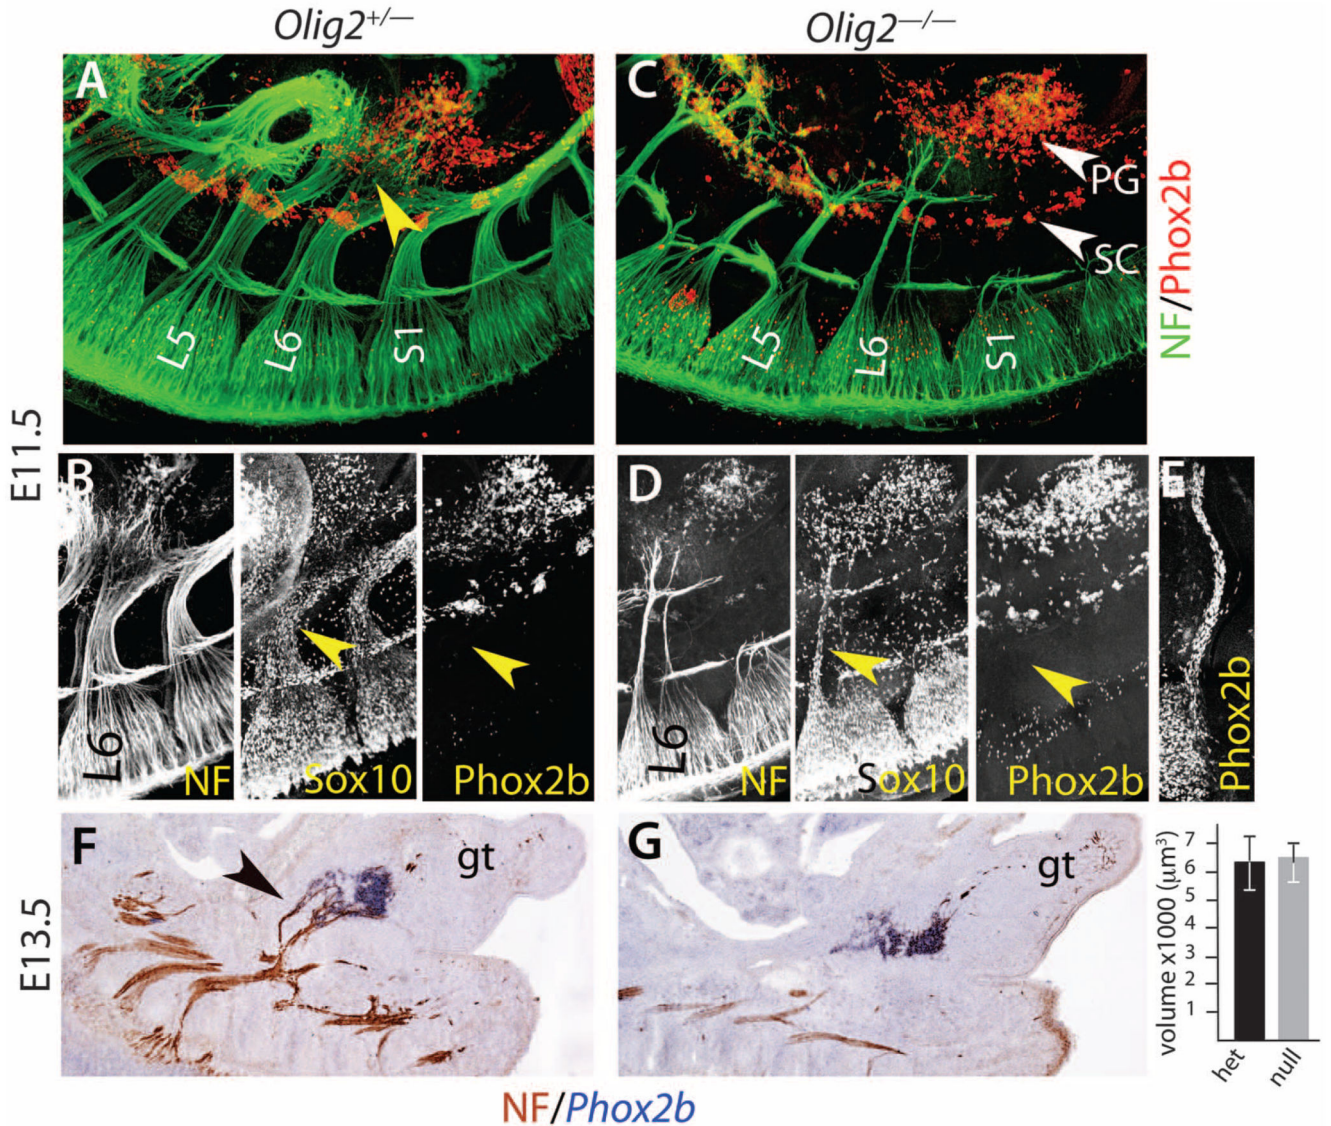 Olig2+/—
Olig2—/—
A
C
PG
SC
L5
L6
S1
L5
L6
S1
NF/Phox2b
E11.5
B
L6
NF
Sox10
Phox2b
D
L6
NF
Sox10
Phox2b
E
Phox2b
F
gt
G
gt
E13.5
volume x1000 (μm³)
7
6
5
4
3
2
1
het
null
NF/Phox2b